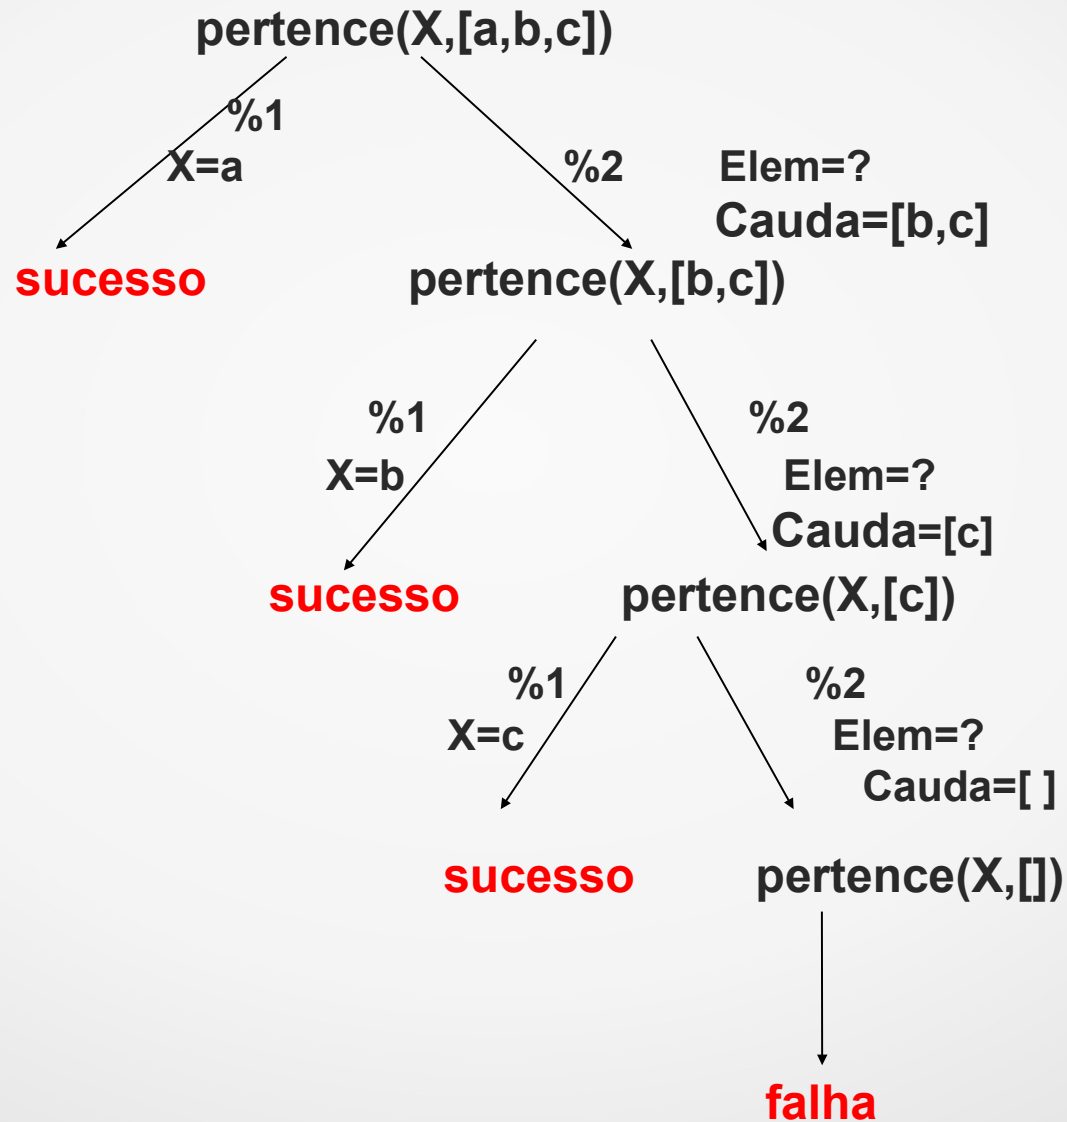 pertence(X,[a,b,c])
%1
X=a
%2
Elem=?
Cauda=[b,c]
sucesso
pertence(X,[b,c])
%1
X=b
%2
Elem=?
Cauda=[c]
sucesso
pertence(X,[c])
%1
X=c
%2
Elem=?
Cauda=[ ]
sucesso
pertence(X,[])
falha